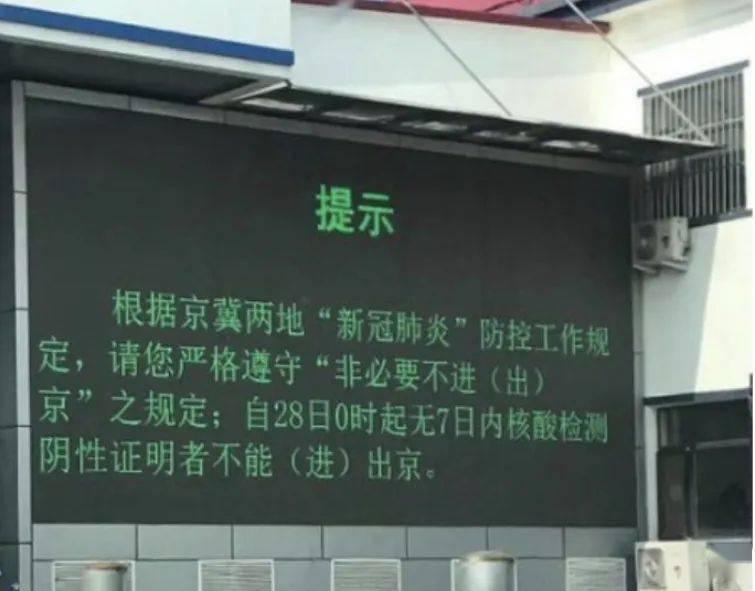 提示
根据京冀两地“新冠肺炎”防控工作规
定，请您严格遵守“非必要不进（出）
京”之规定；自28日0时起无7日内核酸检测
阴性证明者不能（进）出京。